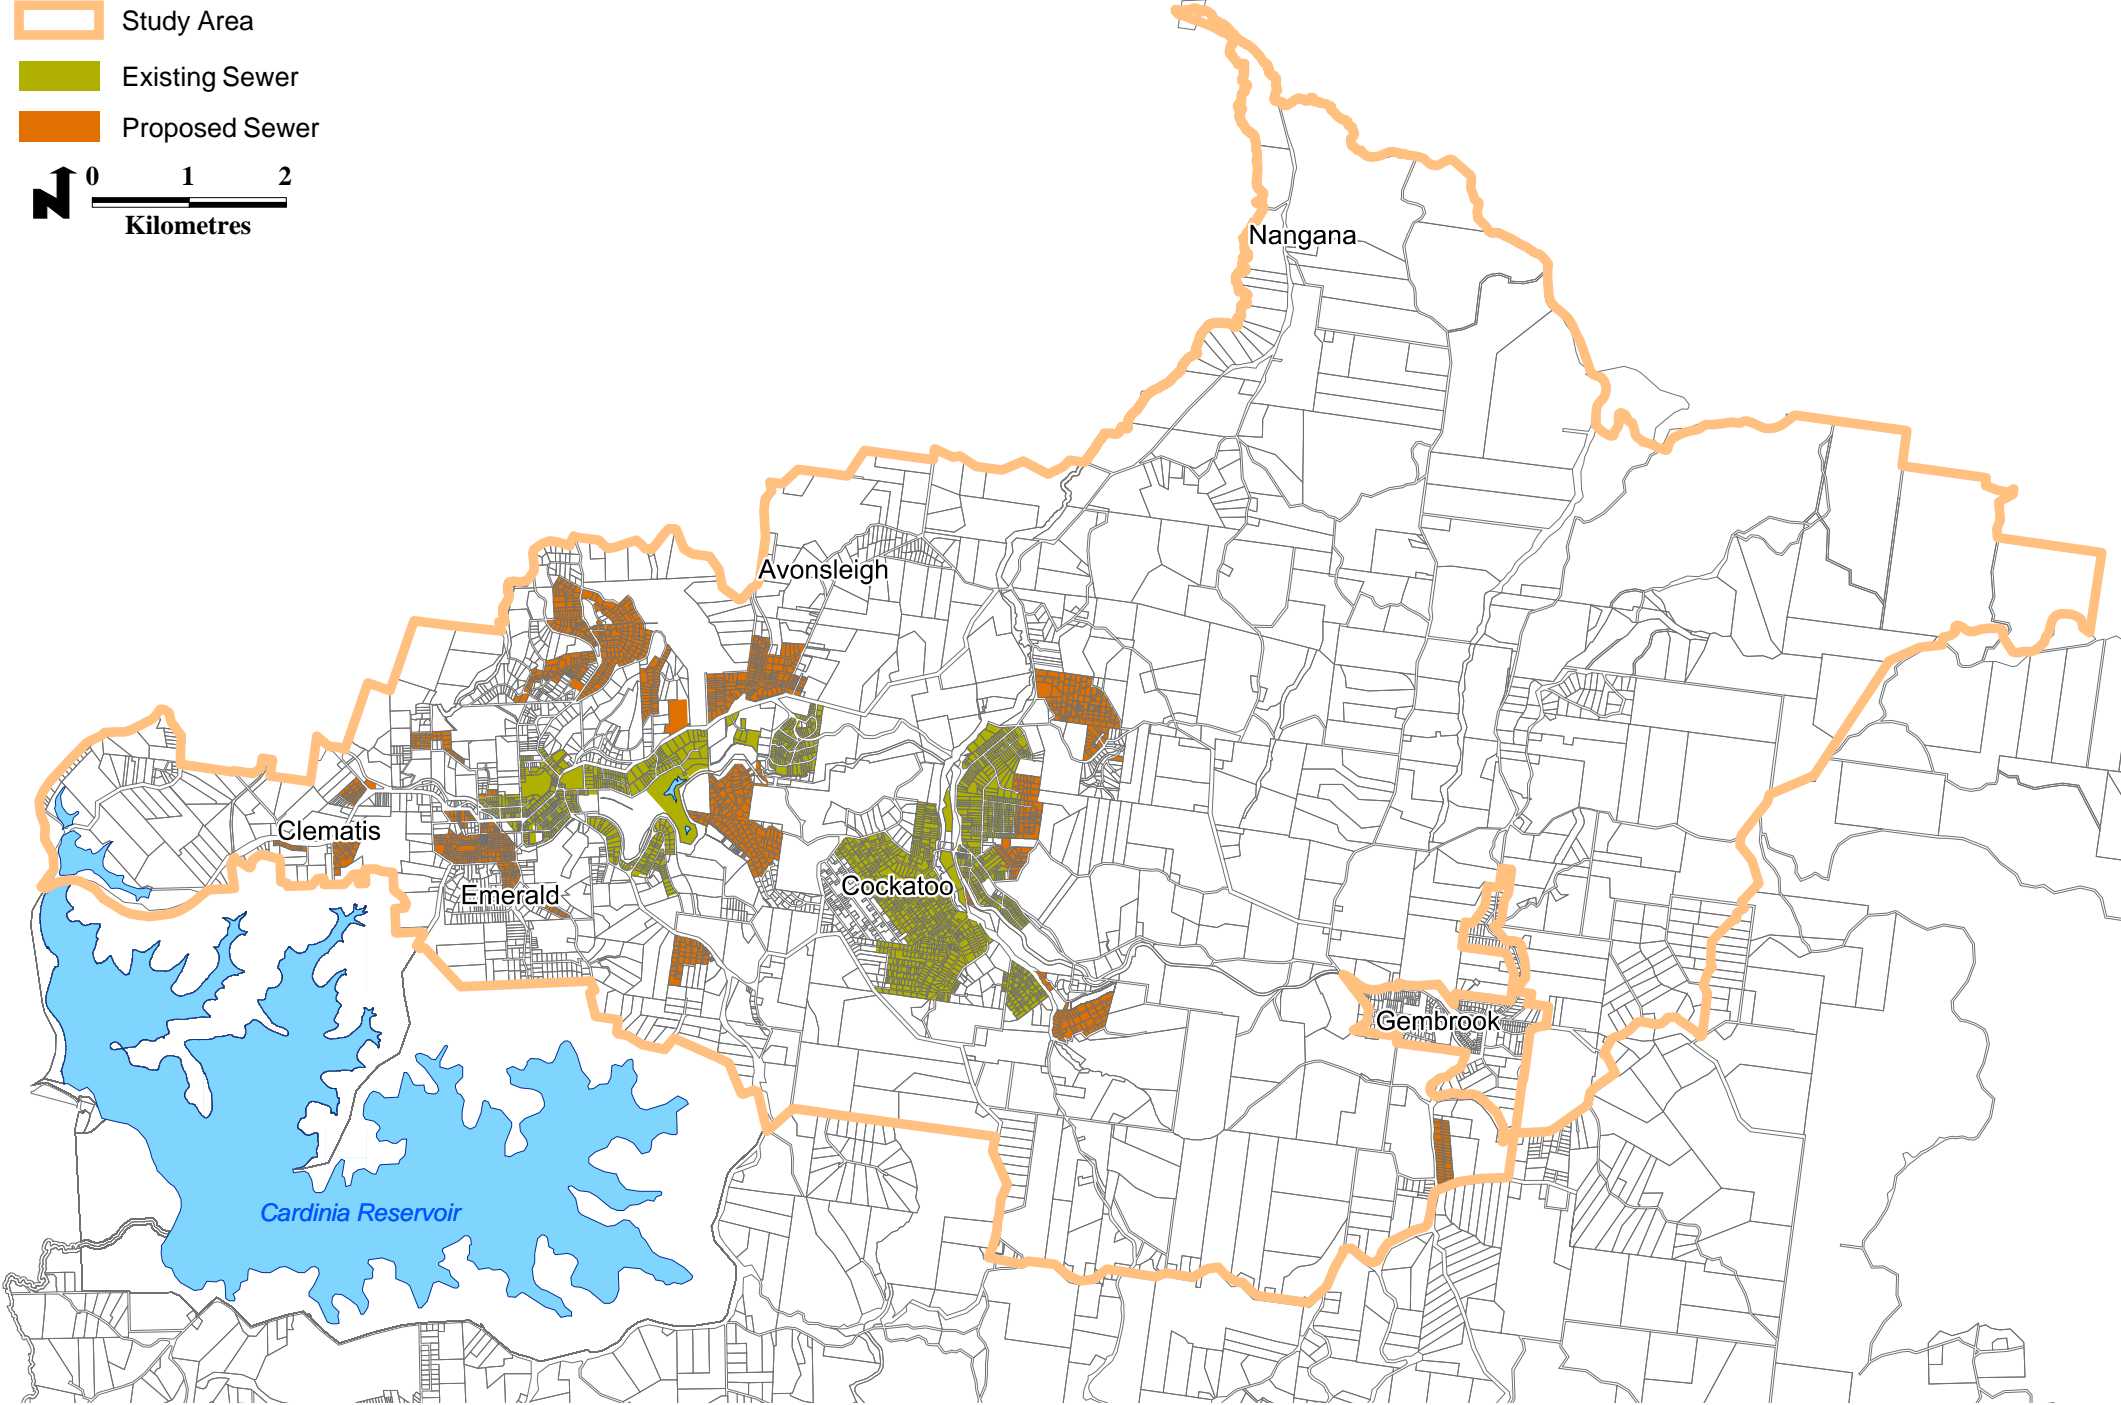 Study Area
Existing Sewer
Proposed Sewer
N
0 1 2
Kilometres
Nangana
Avonsleigh
Clematis
Emerald
Cockatoo
Gembrook
Cardinia Reservoir